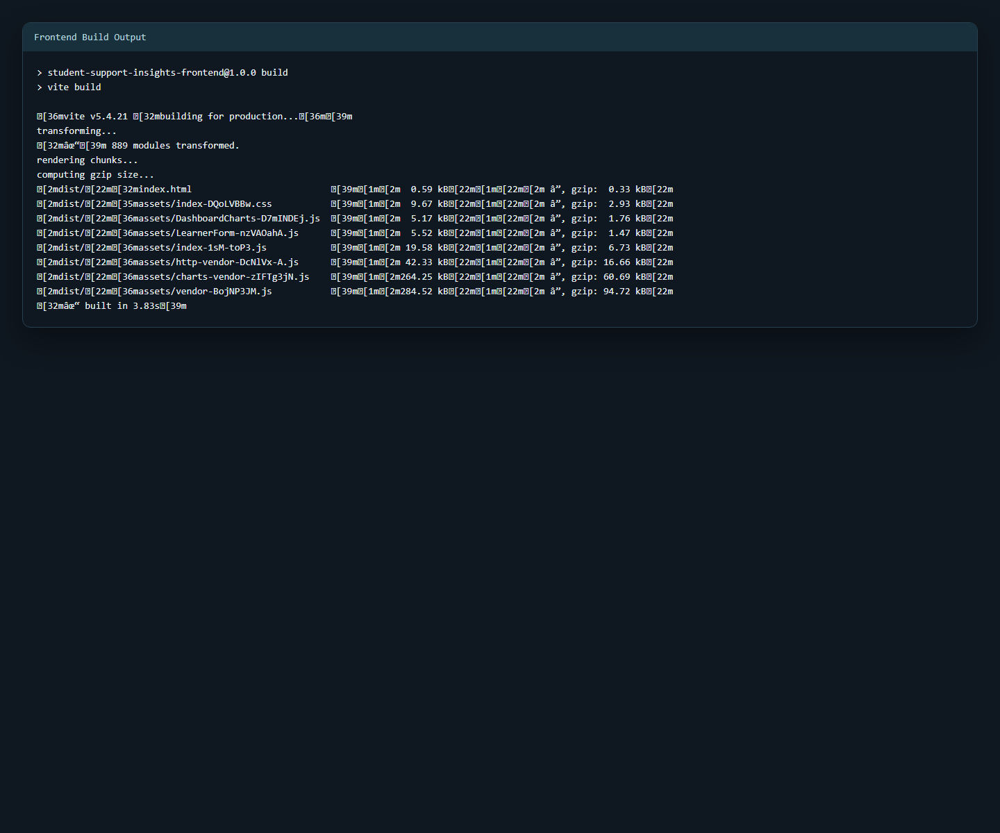 Frontend Build Output
> student-support-insights-frontend@1.0.0 build
> vite build
[36mvite v5.4.21 [32mbuilding for production...[36m[39m
transforming...
[32mâœ“[39m 889 modules transformed.
rendering chunks...
computing gzip size...
[2mdist/[22m[32mindex.html                          [39m[1m[2m  0.59 kB[22m[1m[22m[2m â”‚ gzip:  0.33 kB[22m
[2mdist/[22m[35massets/index-DQoLVBBw.css           [39m[1m[2m  9.67 kB[22m[1m[22m[2m â”‚ gzip:  2.93 kB[22m
[2mdist/[22m[36massets/DashboardCharts-D7mINDEj.js  [39m[1m[2m  5.17 kB[22m[1m[22m[2m â”‚ gzip:  1.76 kB[22m
[2mdist/[22m[36massets/LearnerForm-nzVAOahA.js      [39m[1m[2m  5.52 kB[22m[1m[22m[2m â”‚ gzip:  1.47 kB[22m
[2mdist/[22m[36massets/index-1sM-toP3.js            [39m[1m[2m 19.58 kB[22m[1m[22m[2m â”‚ gzip:  6.73 kB[22m
[2mdist/[22m[36massets/http-vendor-DcNlVx-A.js      [39m[1m[2m 42.33 kB[22m[1m[22m[2m â”‚ gzip: 16.66 kB[22m
[2mdist/[22m[36massets/charts-vendor-zIFTg3jN.js    [39m[1m[2m264.25 kB[22m[1m[22m[2m â”‚ gzip: 60.69 kB[22m
[2mdist/[22m[36massets/vendor-BojNP3JM.js           [39m[1m[2m284.52 kB[22m[1m[22m[2m â”‚ gzip: 94.72 kB[22m
[32mâœ“ built in 3.83s[39m